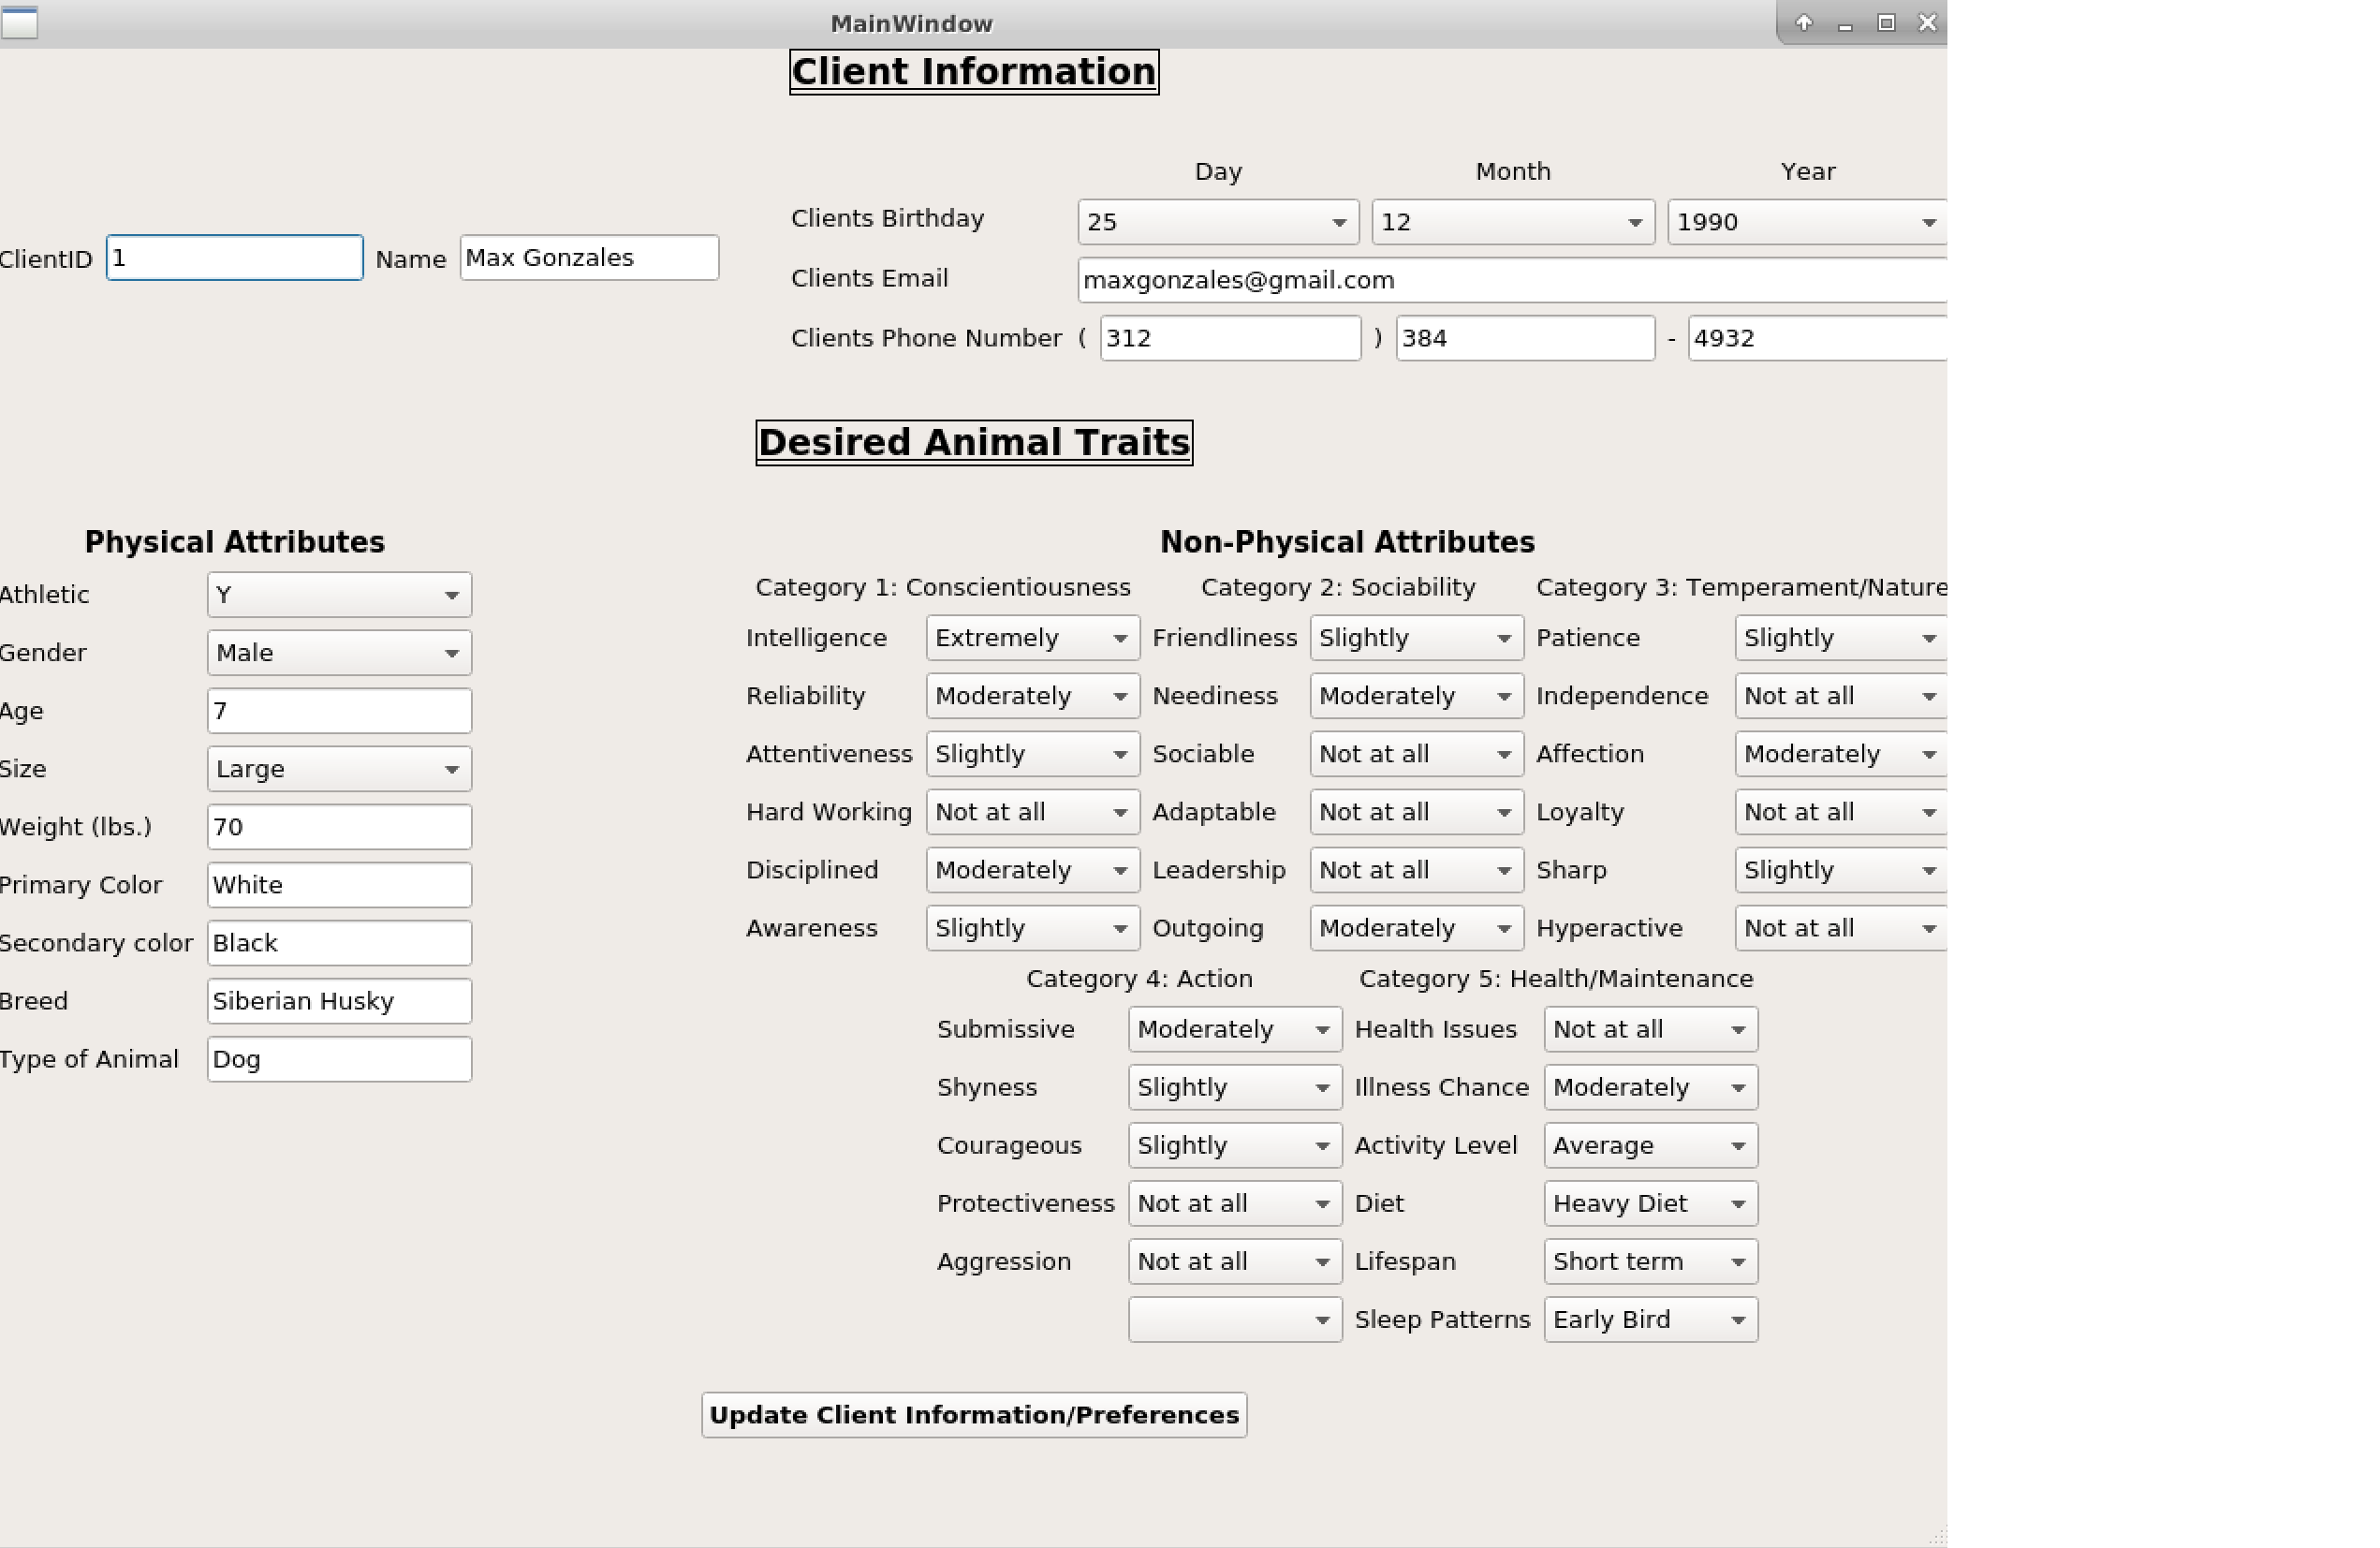 MainWindow
Client Information
Day Month Year
Clients Birthday 25 12 1990
ClientID 1 Name Max Gonzales
Clients Email maxgonzales@gmail.com
Clients Phone Number ( 312 ) 384 - 4932
Desired Animal Traits
Physical Attributes
Athletic Y
Gender Male
Age 7
Size Large
Weight (lbs.) 70
Primary Color White
Secondary color Black
Breed Siberian Husky
Type of Animal Dog
Non-Physical Attributes
Category 1: Conscientiousness Category 2: Sociability Category 3: Temperament/Nature
Intelligence Extremely Friendliness Slightly Patience Slightly
Reliability Moderately Neediness Moderately Independence Not at all
Attentiveness Slightly Sociable Not at all Affection Moderately
Hard Working Not at all Adaptable Not at all Loyalty Not at all
Disciplined Moderately Leadership Not at all Sharp Slightly
Awareness Slightly Outgoing Moderately Hyperactive Not at all
Category 4: Action Category 5: Health/Maintenance
Submissive Moderately Health Issues Not at all
Shyness Slightly Illness Chance Moderately
Courageous Slightly Activity Level Average
Protectiveness Not at all Diet Heavy Diet
Aggression Not at all Lifespan Short term
Sleep Patterns Early Bird
Update Client Information/Preferences